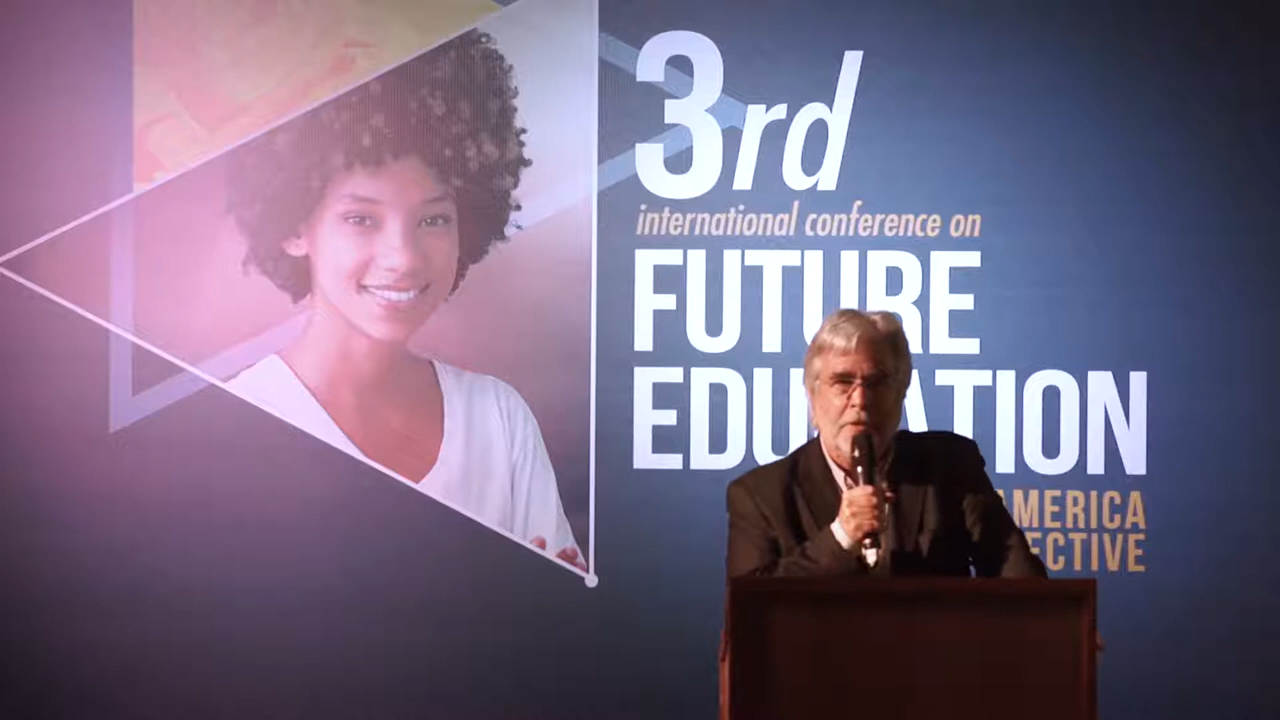 3rd
international conference on
FUTURE
EDUCATION
AMERICA